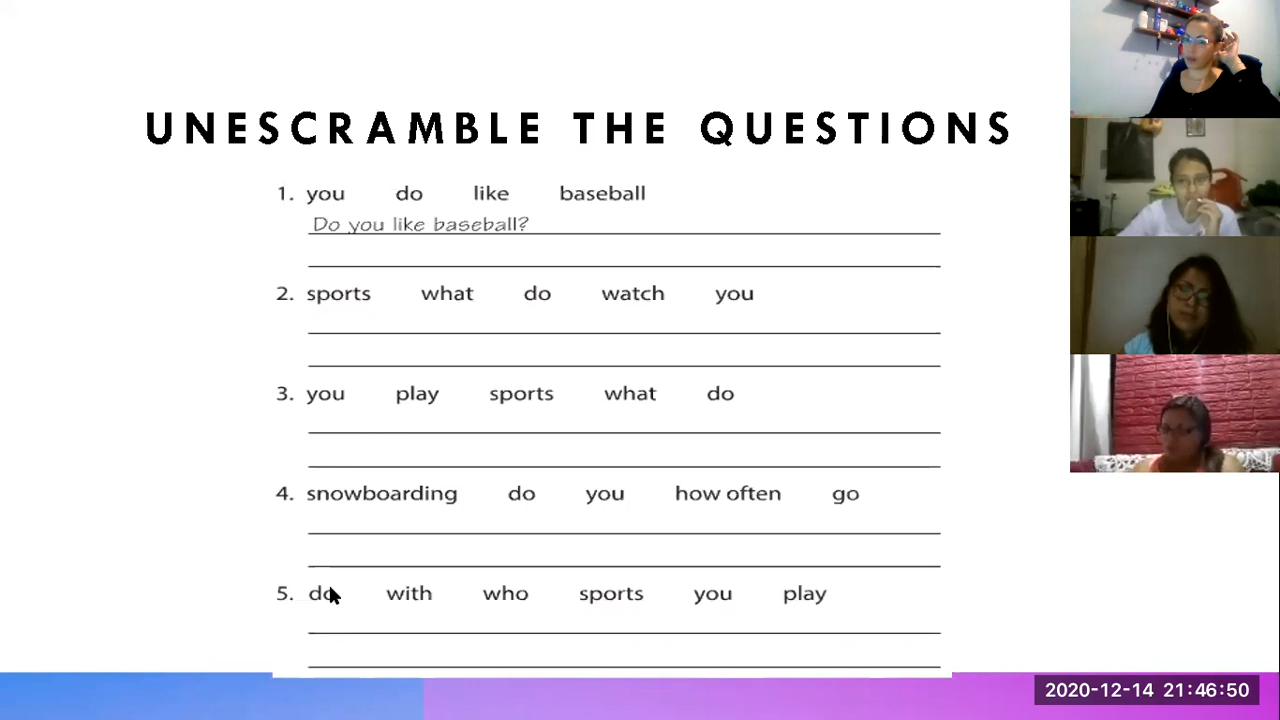 UNESCRAMBLE THE QUESTIONS
1. you do like baseball
Do you like baseball?
2. sports what do watch you
3. you play sports what do
4. snowboarding do you how often go
5. do with who sports you play
2020-12-14 21:46:50